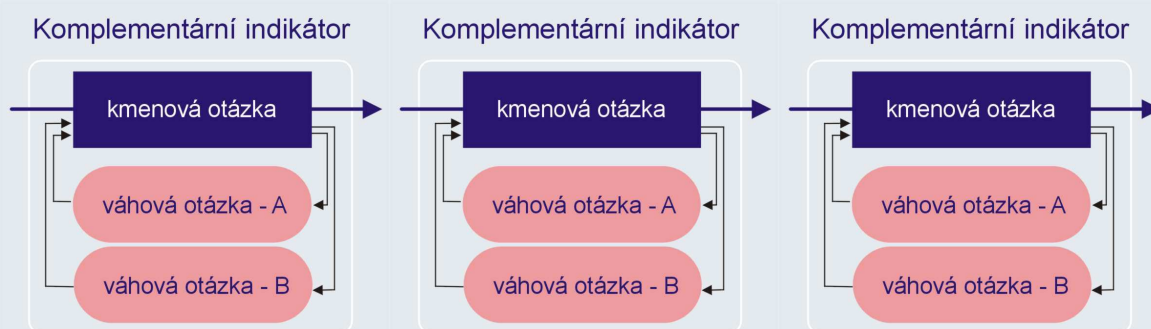 Komplementární indikátor
kmenová otázka
váhová otázka - A
váhová otázka - B
Komplementární indikátor
kmenová otázka
váhová otázka - A
váhová otázka - B
Komplementární indikátor
kmenová otázka
váhová otázka - A
váhová otázka - B